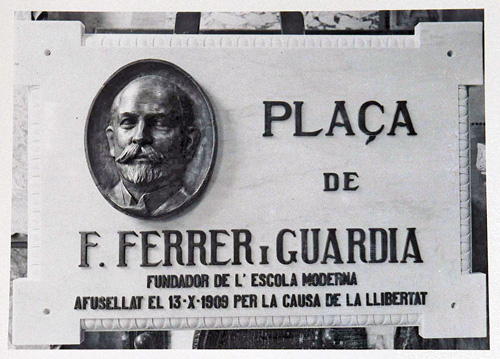 PLAÇA
DE
F. FERRER i GUARDIA
FUNDADOR DE L' ESCOLA MODERNA
AFUSELLAT EL 13-X-1909 PER LA CAUSA DE LA LLIBERTAT